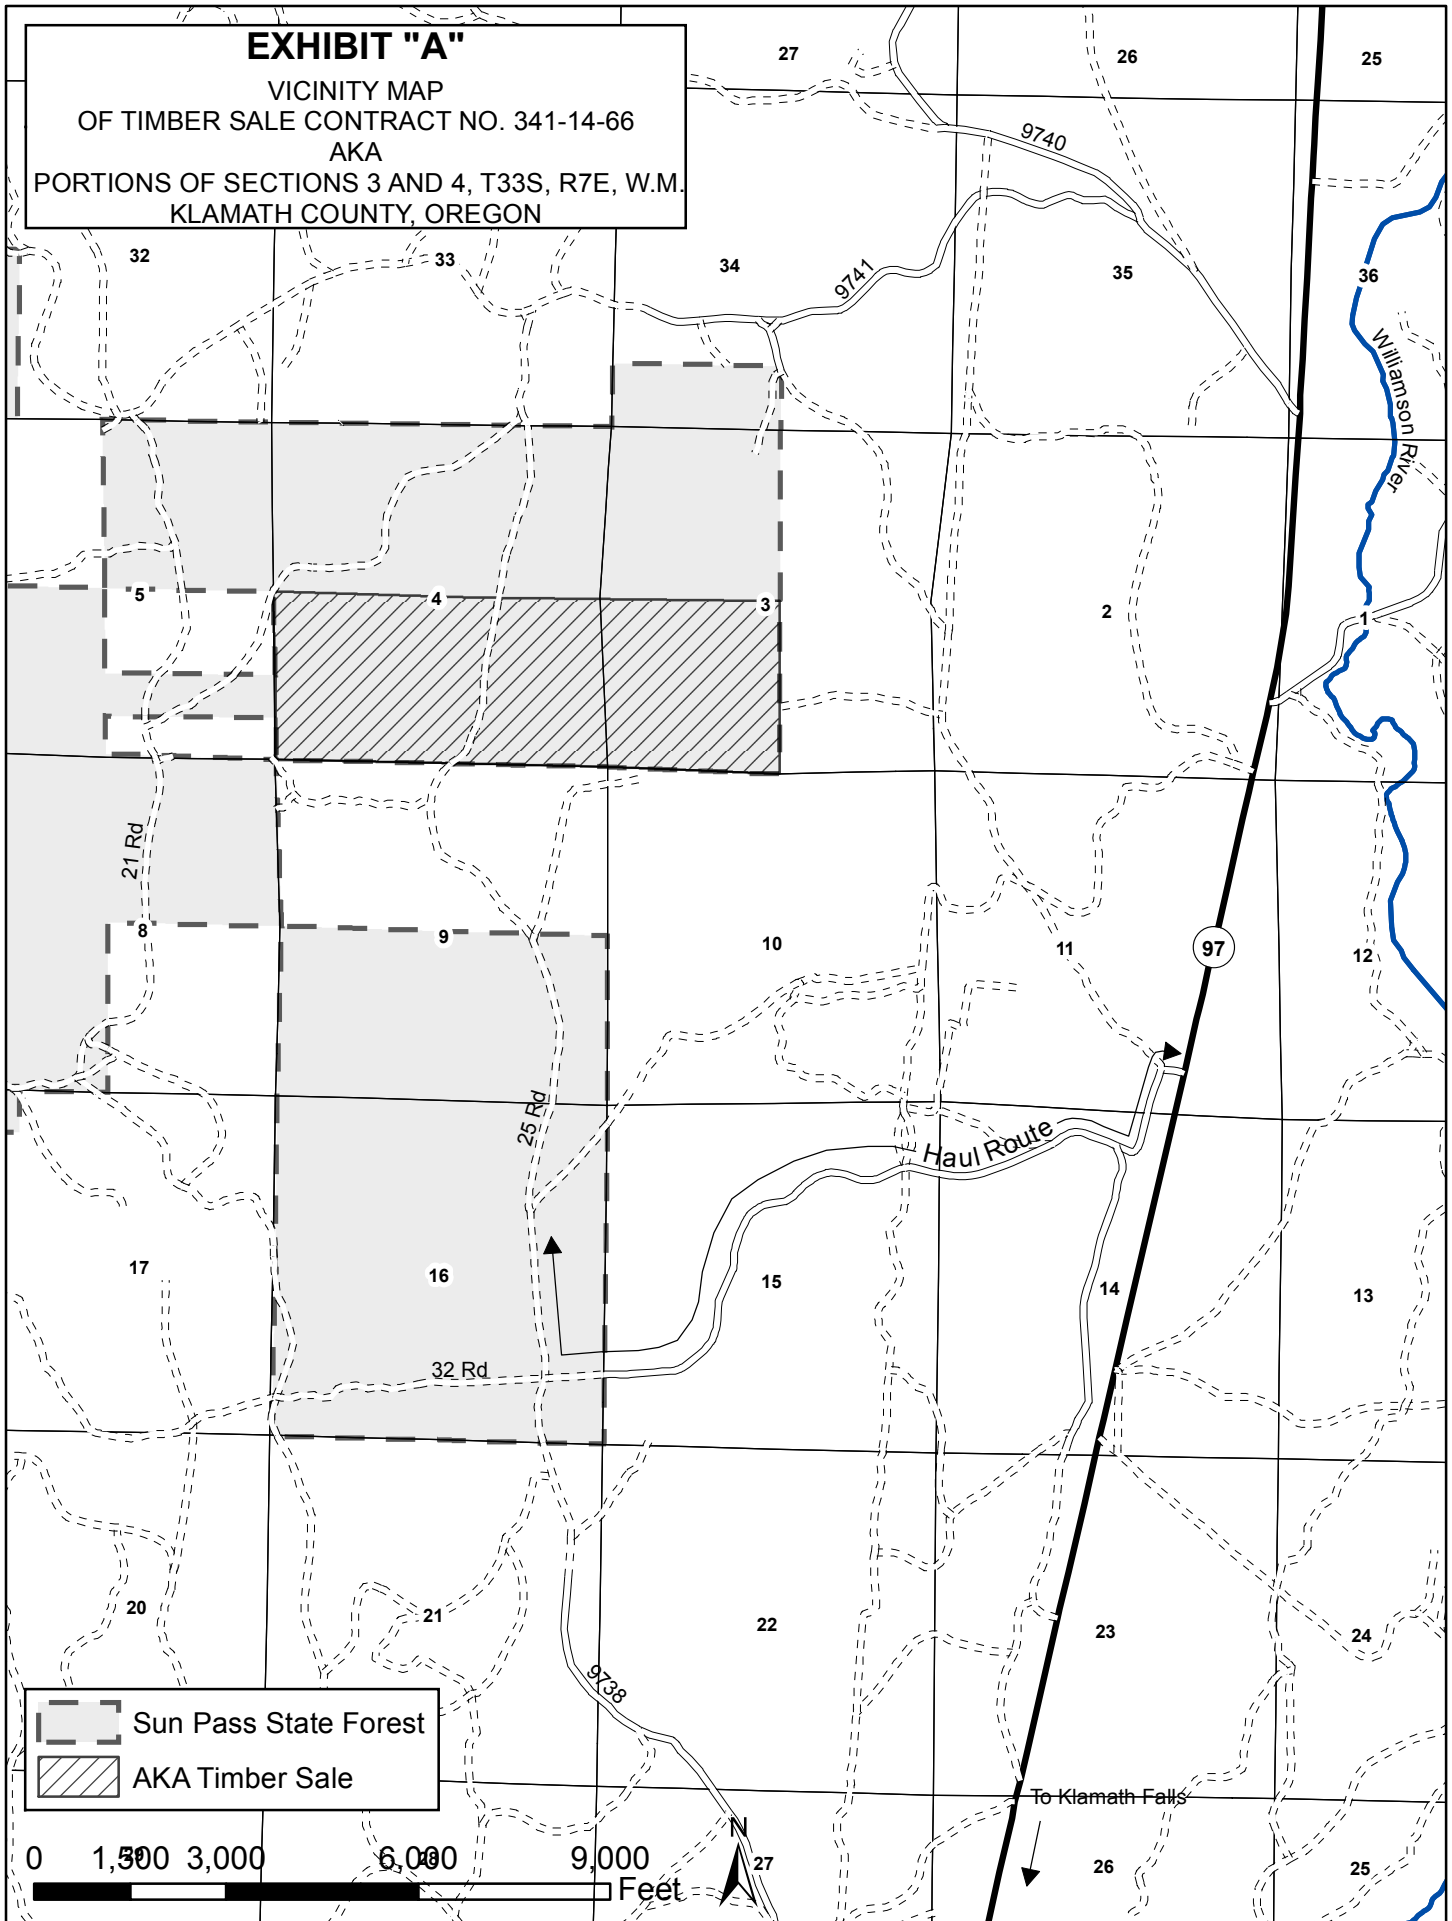 EXHIBIT "A"
VICINITY MAP
OF TIMBER SALE CONTRACT NO. 341-14-66
AKA
PORTIONS OF SECTIONS 3 AND 4, T33S, R7E, W.M.
KLAMATH COUNTY, OREGON
27
26
25
9740
32
33
34
9741
35
36
Williamson River
5
4
3
2
1
21 Rd
8
9
10
11
97
12
25 Rd
Haul Route
17
16
15
14
13
32 Rd
20
21
22
23
24
9738
Sun Pass State Forest
AKA Timber Sale
To Klamath Falls
N
0 1,500 3,000 6,000 9,000
Feet
29
28
27
26
25